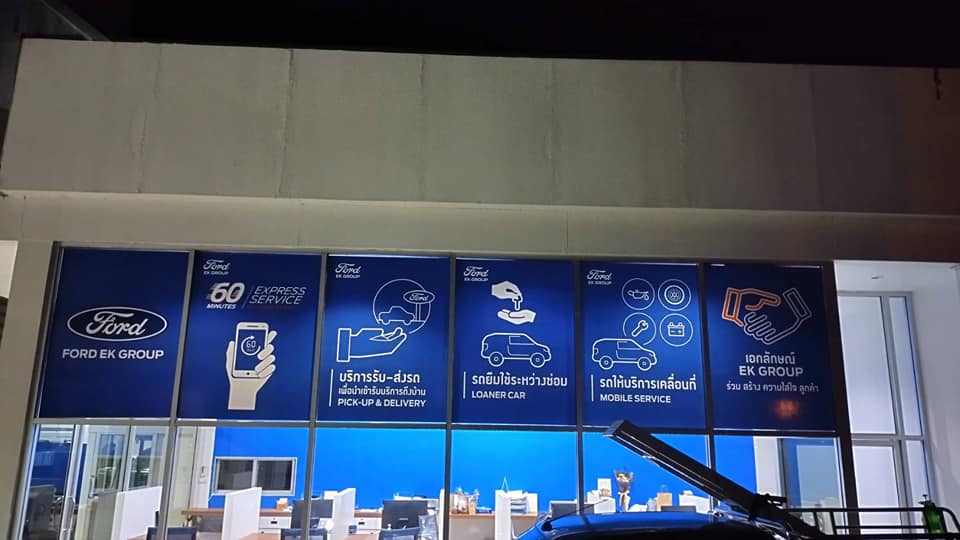 Ford
FORD EK GROUP
Ford
EK GROUP
60
MINUTES
EXPRESS
SERVICE
60
Ford
EK GROUP
Ford
บริการรับ-ส่งรถ
เพื่อนำเข้ารับบริการถึงบ้าน
PICK-UP & DELIVERY
Ford
EK GROUP
รถยืมใช้ระหว่างซ่อม
LOANER CAR
Ford
EK GROUP
รถให้บริการเคลื่อนที่
MOBILE SERVICE
เอกลักษณ์
EK GROUP
ร่วม สร้าง ความใส่ใจ ลูกค้า